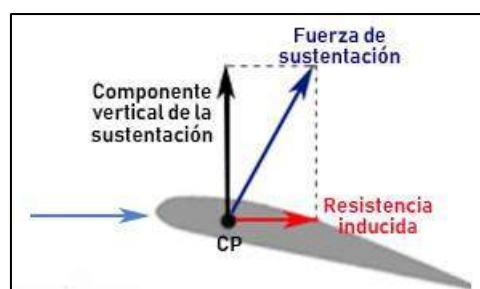 Fuerza de
sustentación
Componente
vertical de la
sustentación
Resistencia
inducida
CP